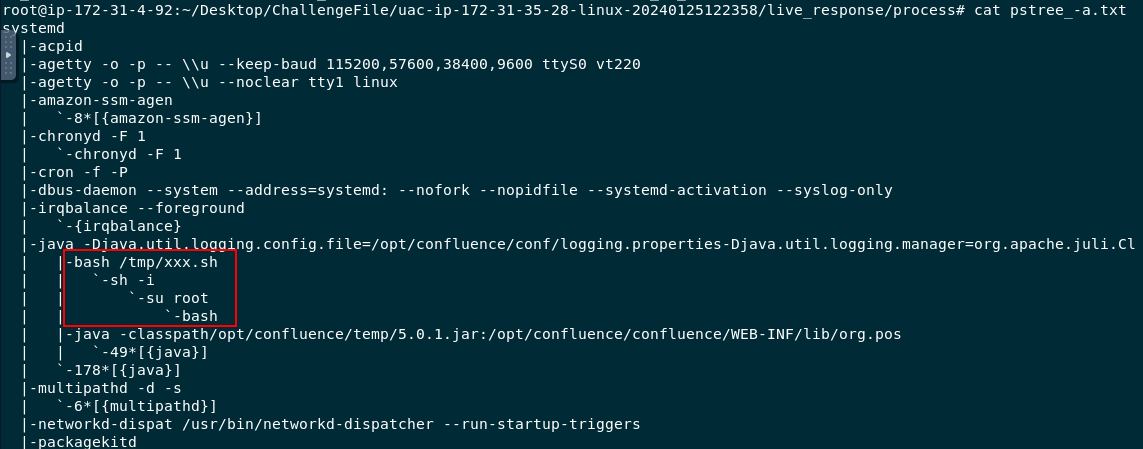 root@ip-172-31-4-92:~/Desktop/ChallengeFile/uac-ip-172-31-35-28-linux-20240125122358/live_response/process# cat pstree_-a.txt
systemd
  |-acpid
  |-agetty -o -p -- \\u --keep-baud 115200,57600,38400,9600 ttyS0 vt220
  |-agetty -o -p -- \\u --noclear tty1 linux
  |-amazon-ssm-agen
  |   `-8*[{amazon-ssm-agen}]
  |-chronyd -F 1
  |   `-chronyd -F 1
  |-cron -f -P
  |-dbus-daemon --system --address=systemd: --nofork --nopidfile --systemd-activation --syslog-only
  |-irqbalance --foreground
  |   `-{irqbalance}
  |-java -Djava.util.logging.config.file=/opt/confluence/conf/logging.properties-Djava.util.logging.manager=org.apache.juli.Cl
  |   |-bash /tmp/xxx.sh
  |   |   `-sh -i
  |   |       `-su root
  |   |           `-bash
  |   |-java -classpath/opt/confluence/temp/5.0.1.jar:/opt/confluence/confluence/WEB-INF/lib/org.pos
  |   |   `-49*[{java}]
  |   `-178*[{java}]
  |-multipathd -d -s
  |   `-6*[{multipathd}]
  |-networkd-dispat /usr/bin/networkd-dispatcher --run-startup-triggers
  |-packagekitd